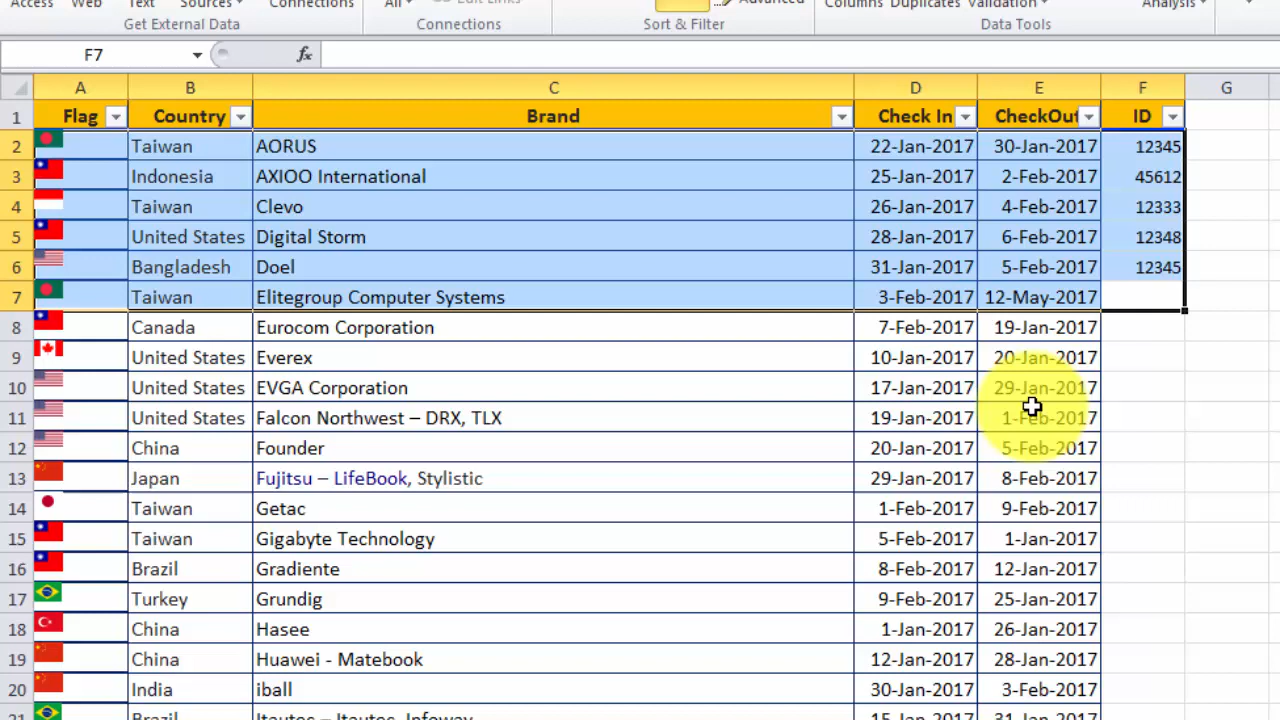 Access Web Text Sources Connections All Edit Links Advanced Columns Duplicates Validation Analysis
Get External Data Connections Sort & Filter Data Tools
F7 fx
A B C D E F G
1 Flag Country Brand Check In CheckOut ID
2 Taiwan AORUS 22-Jan-2017 30-Jan-2017 12345
3 Indonesia AXIOO International 25-Jan-2017 2-Feb-2017 45612
4 Taiwan Clevo 26-Jan-2017 4-Feb-2017 12333
5 United States Digital Storm 28-Jan-2017 6-Feb-2017 12348
6 Bangladesh Doel 31-Jan-2017 5-Feb-2017 12345
7 Taiwan Elitegroup Computer Systems 3-Feb-2017 12-May-2017
8 Canada Eurocom Corporation 7-Feb-2017 19-Jan-2017
9 United States Everex 10-Jan-2017 20-Jan-2017
10 United States EVGA Corporation 17-Jan-2017 29-Jan-2017
11 United States Falcon Northwest – DRX, TLX 19-Jan-2017 1-Feb-2017
12 China Founder 20-Jan-2017 5-Feb-2017
13 Japan Fujitsu – LifeBook, Stylistic 29-Jan-2017 8-Feb-2017
14 Taiwan Getac 1-Feb-2017 9-Feb-2017
15 Taiwan Gigabyte Technology 5-Feb-2017 1-Jan-2017
16 Brazil Gradiente 8-Feb-2017 12-Jan-2017
17 Turkey Grundig 9-Feb-2017 25-Jan-2017
18 China Hasee 1-Jan-2017 26-Jan-2017
19 China Huawei - Matebook 12-Jan-2017 28-Jan-2017
20 India iball 30-Jan-2017 3-Feb-2017
21 Brazil Itautec – Itautec, Infoway 15-Jan-2017 31-Jan-2017